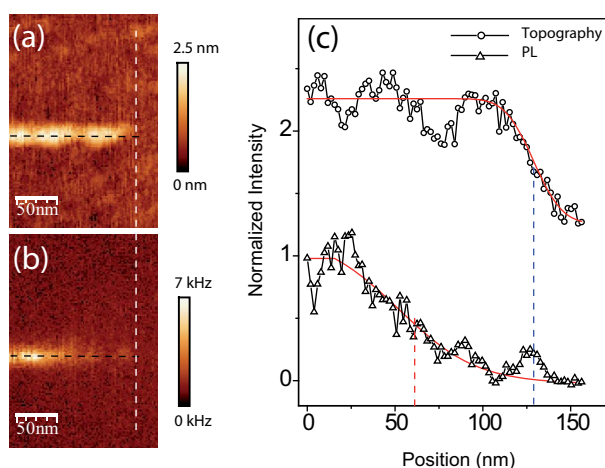 (a)
2.5 nm
0 nm
50nm
(b)
7 kHz
0 kHz
50nm
(c)
Topography
PL
Normalized Intensity
2
1
0
0
50
100
150
Position (nm)